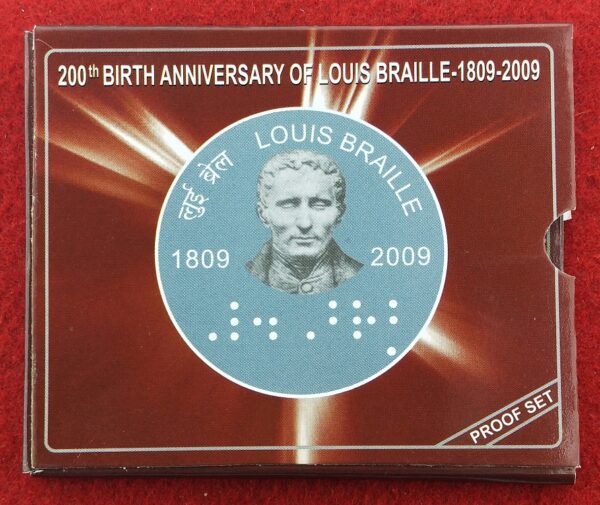 200th BIRTH ANNIVERSARY OF LOUIS BRAILLE-1809-2009
लुई ब्रेल LOUIS BRAILLE
1809 2009
PROOF SET